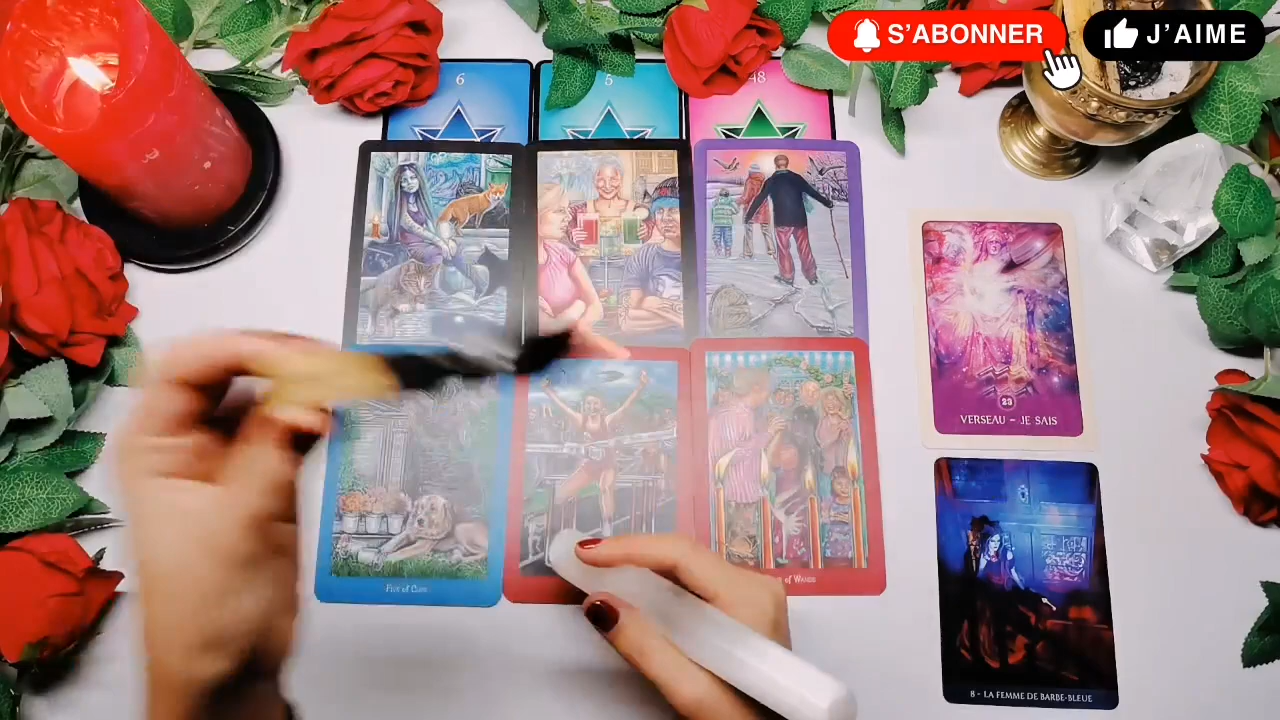 S'ABONNER
J'AIME
6
5
48
23
VERSEAU - JE SAIS
Five of Cups
of Wands
8 - LA FEMME DE BARBE-BLEUE